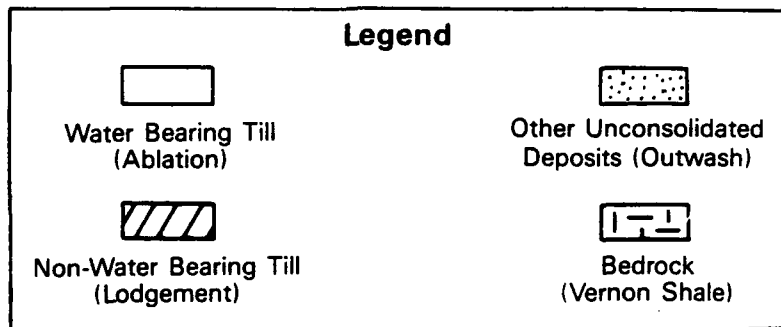 Legend
Water Bearing Till
(Ablation)
Other Unconsolidated
Deposits (Outwash)
Non-Water Bearing Till
(Lodgement)
Bedrock
(Vernon Shale)